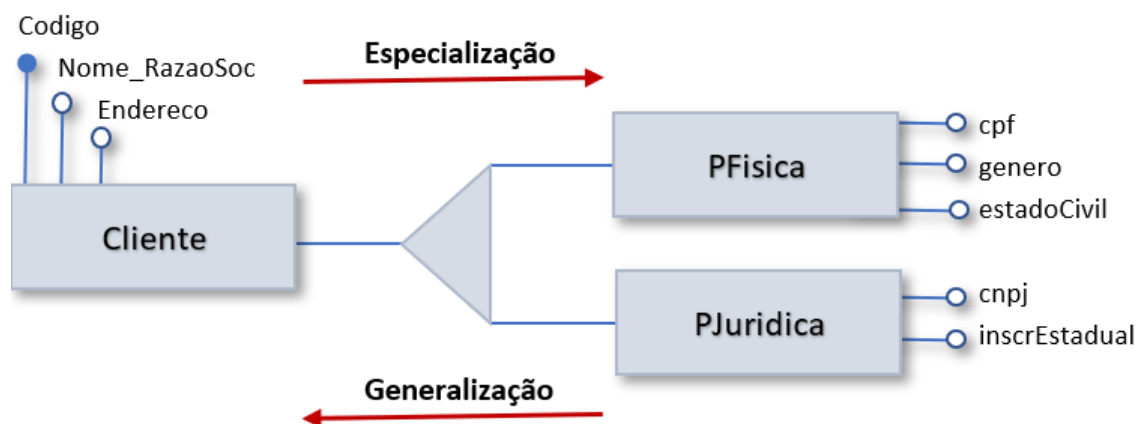 Codigo
Nome_RazaoSoc
Endereco
Cliente
Especialização
PFisica
cpf
genero
estadoCivil
PJuridica
cnpj
inscrEstadual
Generalização